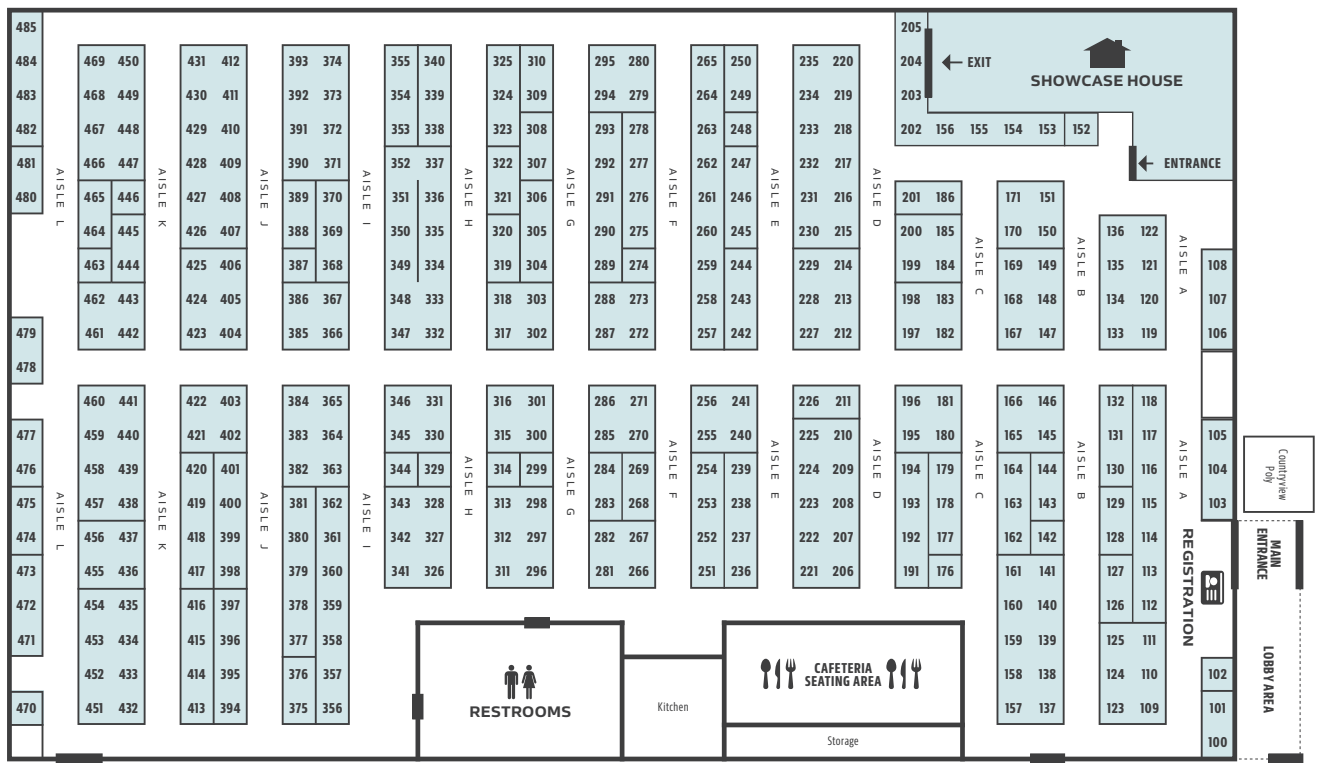 485 205
484 469 450 431 412 393 374 355 340 325 310 295 280 265 250 235 220 204 EXIT
SHOWCASE HOUSE
483 468 449 430 411 392 373 354 339 324 309 294 279 264 249 234 219 203
482 467 448 429 410 391 372 353 338 323 308 293 278 263 248 233 218 202 156 155 154 153 152
481 466 447 428 409 390 371 352 337 322 307 292 277 262 247 232 217 ENTRANCE
480 465 446 427 408 389 370 351 336 321 306 291 276 261 246 231 216 201 186 171 151
AISLE L AISLE K AISLE J AISLE I AISLE H AISLE G AISLE F AISLE E AISLE D
464 445 426 407 388 369 350 335 320 305 290 275 260 245 230 215 200 185 170 150 136 122
463 444 425 406 387 368 349 334 319 304 289 274 259 244 229 214 199 184 169 149 135 121 108
AISLE C AISLE B AISLE A
462 443 424 405 386 367 348 333 318 303 288 273 258 243 228 213 198 183 168 148 134 120 107
479 461 442 423 404 385 366 347 332 317 302 287 272 257 242 227 212 197 182 167 147 133 119 106
478
460 441 422 403 384 365 346 331 316 301 286 271 256 241 226 211 196 181 166 146 132 118
477 459 440 421 402 383 364 345 330 315 300 285 270 255 240 225 210 195 180 165 145 131 117 105
476 458 439 420 401 382 363 344 329 314 299 284 269 254 239 224 209 194 179 164 144 130 116 104
Countryview
Poly
AISLE F AISLE E AISLE D AISLE C AISLE B AISLE A
475 457 438 419 400 381 362 343 328 313 298 283 268 253 238 223 208 193 178 163 143 129 115 103
AISLE L AISLE K AISLE J AISLE I AISLE H AISLE G
474 456 437 418 399 380 361 342 327 312 297 282 267 252 237 222 207 192 177 162 142 128 114
MAIN
ENTRANCE
473 455 436 417 398 379 360 341 326 311 296 281 266 251 236 221 206 191 176 161 141 127 113
REGISTRATION
472 454 435 416 397 378 359 160 140 126 112
471 453 434 415 396 377 358 159 139 125 111
CAFETERIA
SEATING AREA
452 433 414 395 376 357 158 138 124 110 102
LOBBY AREA
470 451 432 413 394 375 356 RESTROOMS Kitchen 157 137 123 109 101
Storage 100